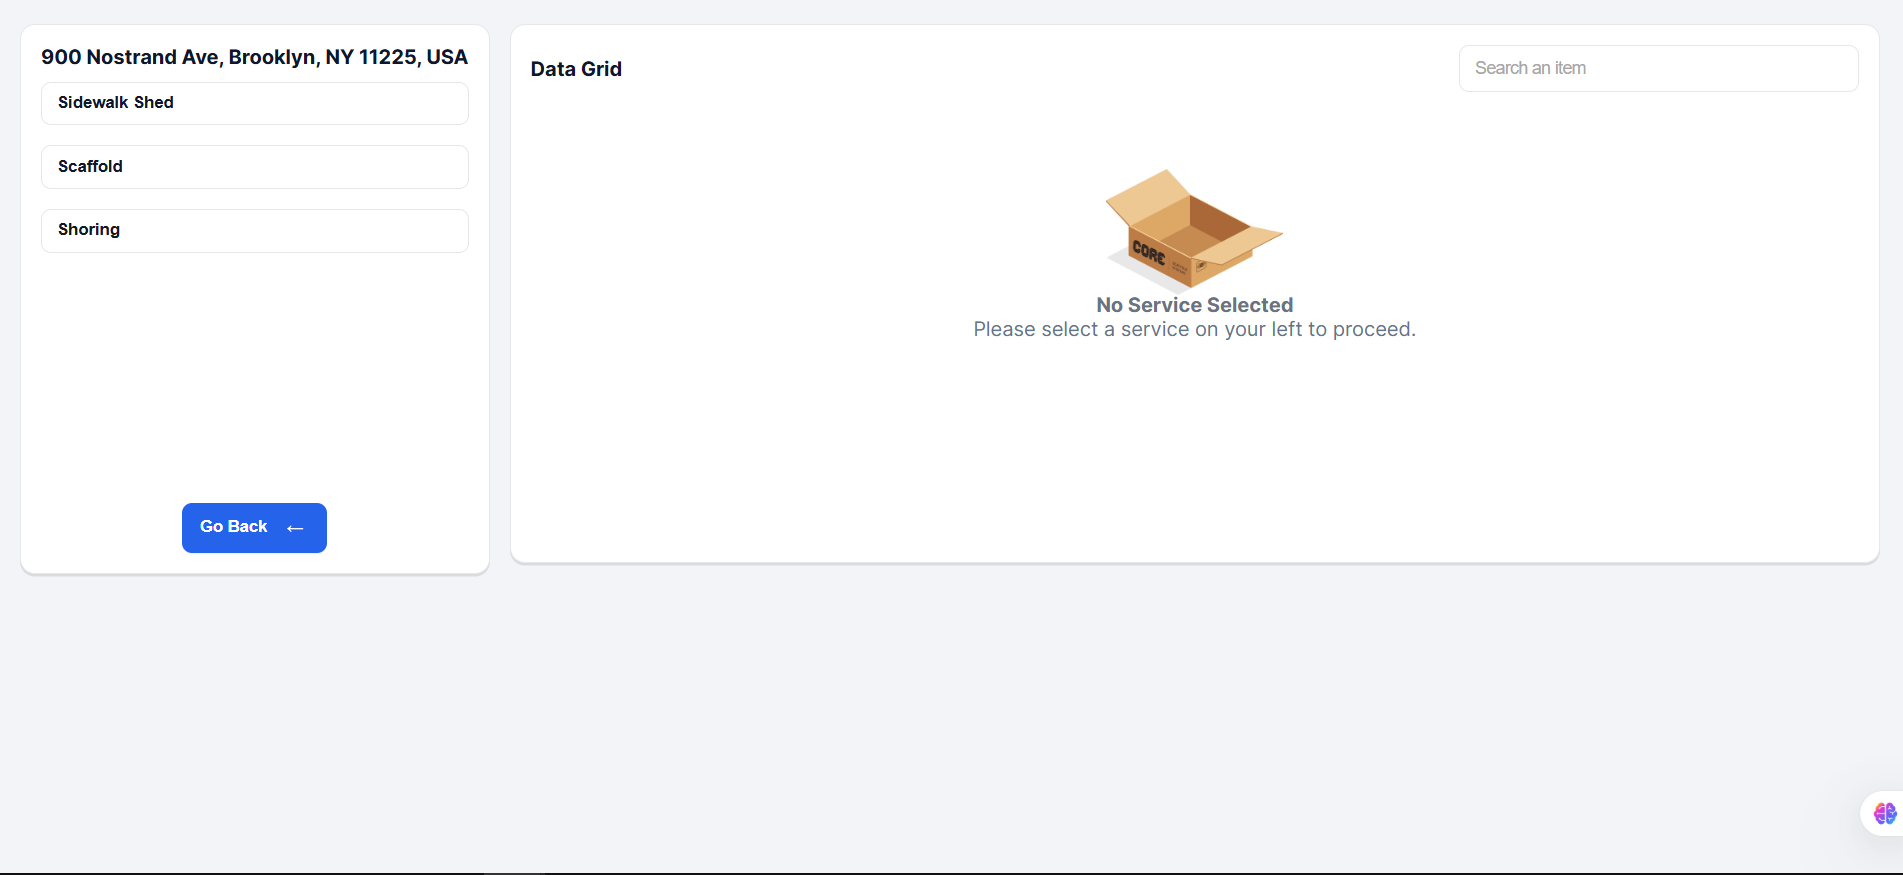 900 Nostrand Ave, Brooklyn, NY 11225, USA
Sidewalk Shed
Scaffold
Shoring
Go Back ←
Data Grid
Search an item
CORE
No Service Selected
Please select a service on your left to proceed.